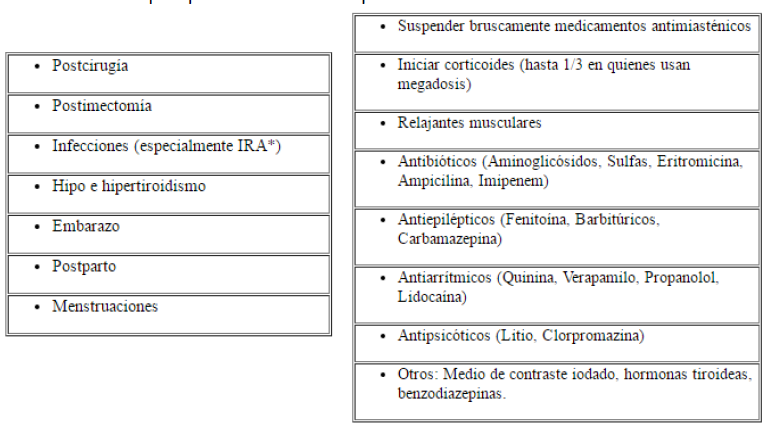 • Postcirugía
• Postimectomía
• Infecciones (especialmente IRA*)
• Hipo e hipertiroidismo
• Embarazo
• Postparto
• Menstruaciones
• Suspender bruscamente medicamentos antimiasténicos
• Iniciar corticoides (hasta 1/3 en quienes usan
megadosis)
• Relajantes musculares
• Antibióticos (Aminoglicósidos, Sulfas, Eritromicina,
Ampicilina, Imipenem)
• Antiepilépticos (Fenitoína, Barbitúricos,
Carbamazepina)
• Antiarrítmicos (Quinina, Verapamilo, Propanolol,
Lidocaína)
• Antipsicóticos (Litio, Clorpromazina)
• Otros: Medio de contraste iodado, hormonas tiroideas,
benzodiazepinas.